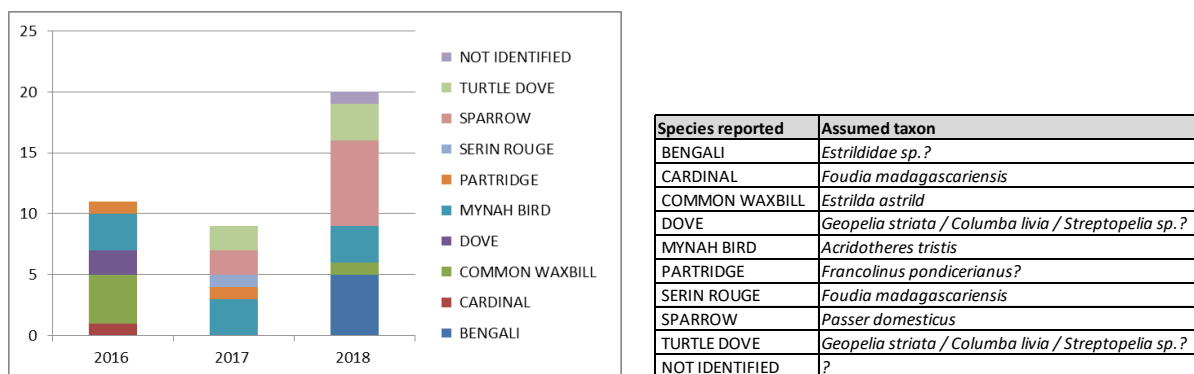 25
20
15
10
5
0
2016 2017 2018
NOT IDENTIFIED
TURTLE DOVE
SPARROW
SERIN ROUGE
PARTRIDGE
MYNAH BIRD
DOVE
COMMON WAXBILL
CARDINAL
BENGALI
Species reported Assumed taxon
BENGALI Estrildidae sp.?
CARDINAL Foudia madagascariensis
COMMON WAXBILL Estrilda astrild
DOVE Geopelia striata / Columba livia / Streptopelia sp.?
MYNAH BIRD Acridotheres tristis
PARTRIDGE Francolinus pondicerianus?
SERIN ROUGE Foudia madagascariensis
SPARROW Passer domesticus
TURTLE DOVE Geopelia striata / Columba livia / Streptopelia sp.?
NOT IDENTIFIED ?